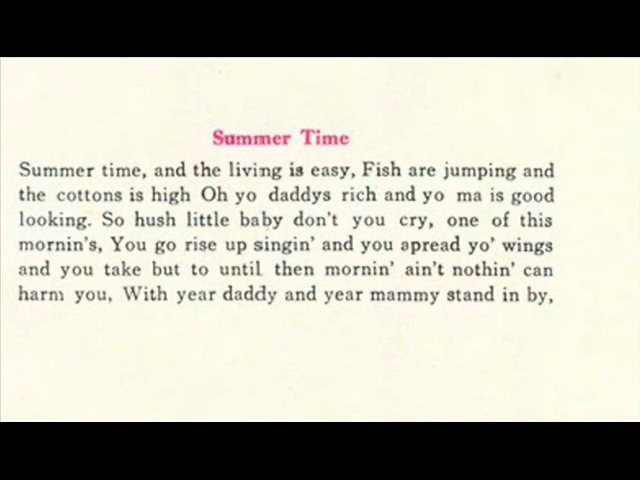 Summer Time
Summer time, and the living is easy, Fish are jumping and
the cottons is high Oh yo daddys rich and yo ma is good
looking. So hush little baby don't you cry, one of this
mornin's, You go rise up singin' and you apread yo' wings
and you take but to until then mornin' ain't nothin' can
harm you, With year daddy and year mammy stand in by,